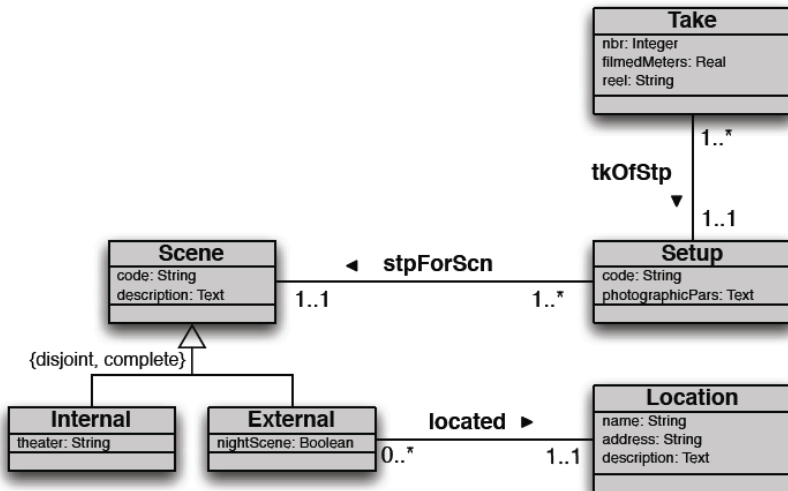 Take
nbr: Integer
filmedMeters: Real
reel: String
1..*
tkOfStp ▼
1..1
Scene
code: String
description: Text
◄ stpForScn
1..1
1..*
Setup
code: String
photographicPars: Text
{disjoint, complete}
Internal
theater: String
External
nightScene: Boolean
located ►
0..*
1..1
Location
name: String
address: String
description: Text